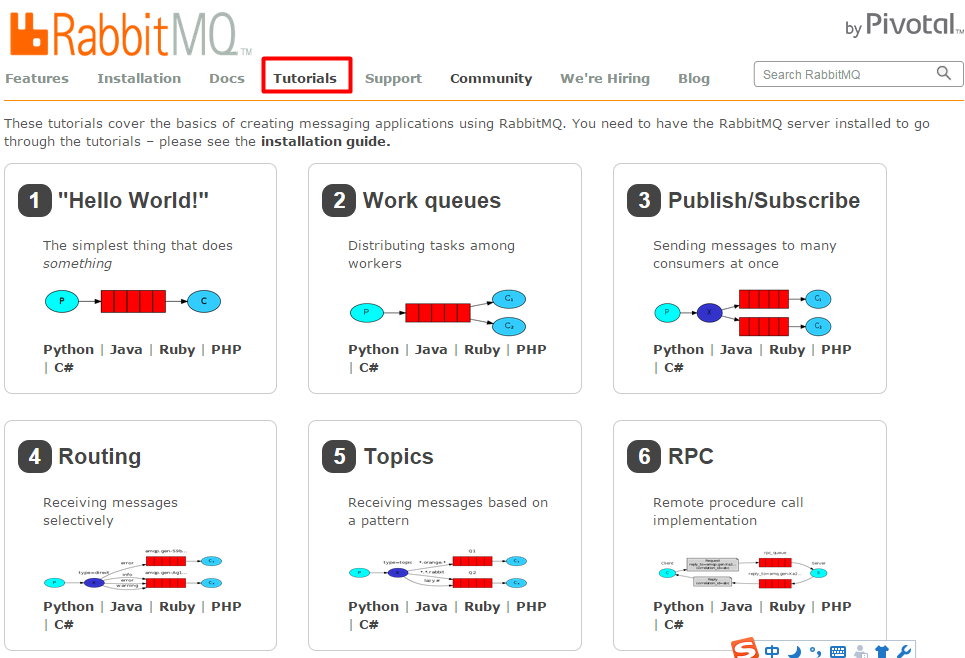 RabbitMQ TM
by Pivotal TM
Features Installation Docs Tutorials Support Community We're Hiring Blog Search RabbitMQ
These tutorials cover the basics of creating messaging applications using RabbitMQ. You need to have the RabbitMQ server installed to go
through the tutorials – please see the installation guide.
1 "Hello World!"
The simplest thing that does
something
P C
Python | Java | Ruby | PHP
| C#
2 Work queues
Distributing tasks among
workers
P C₁
C₂
Python | Java | Ruby | PHP
| C#
3 Publish/Subscribe
Sending messages to many
consumers at once
P X C₁
C₂
Python | Java | Ruby | PHP
| C#
4 Routing
Receiving messages
selectively
type=direct
error
info
error
warning
P C₁
C₂
Python | Java | Ruby | PHP
| C#
5 Topics
Receiving messages based on
a pattern
Q1
type=topic *.orange.*
*.*.rabbit Q2
lazy.#
P C₁
C₂
Python | Java | Ruby | PHP
| C#
6 RPC
Remote procedure call
implementation
rpc_queue
Client Request Server
Reply
C S
Python | Java | Ruby | PHP
| C#
S 中